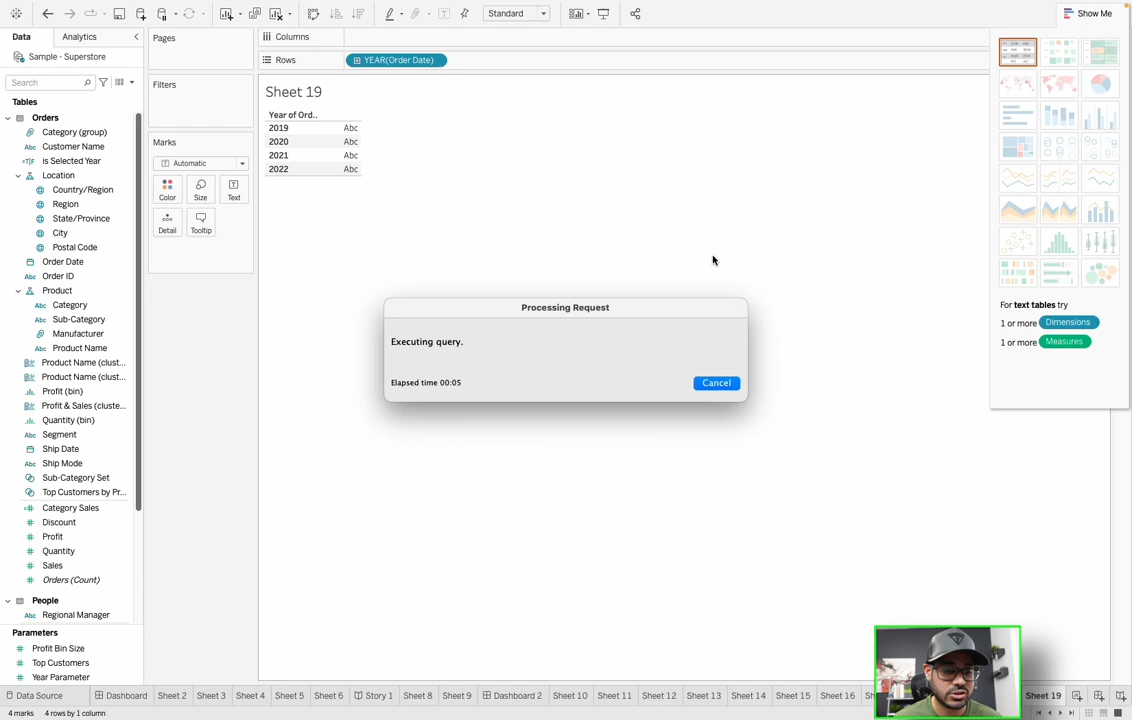 Standard
Show Me
Data
Analytics
Pages
Columns
Sample - Superstore
Rows
YEAR(Order Date)
Search
Filters
Tables
Sheet 19
Orders
Category (group)
Year of Ord..
Customer Name
2019 Abc
is Selected Year
2020 Abc
Marks
2021 Abc
Location
Automatic
2022 Abc
Country/Region
Color
Size
Text
Region
State/Province
Detail
Tooltip
City
Postal Code
Order Date
Order ID
Product
Category
Sub-Category
Manufacturer
Product Name
Product Name (clust...
Product Name (clust...
Profit (bin)
Profit & Sales (cluste...
Quantity (bin)
Segment
Ship Date
Ship Mode
Sub-Category Set
Top Customers by Pr...
Category Sales
Discount
Profit
Quantity
Sales
Orders (Count)
People
Regional Manager
Parameters
Profit Bin Size
Top Customers
Year Parameter
Processing Request
Executing query.
Elapsed time 00:05
Cancel
For text tables try
1 or more Dimensions
1 or more Measures
Data Source
Dashboard
Sheet 2
Sheet 3
Sheet 4
Sheet 5
Sheet 6
Story 1
Sheet 8
Sheet 9
Dashboard 2
Sheet 10
Sheet 11
Sheet 12
Sheet 13
Sheet 14
Sheet 15
Sheet 16
Sheet 19
4 marks
4 rows by 1 column